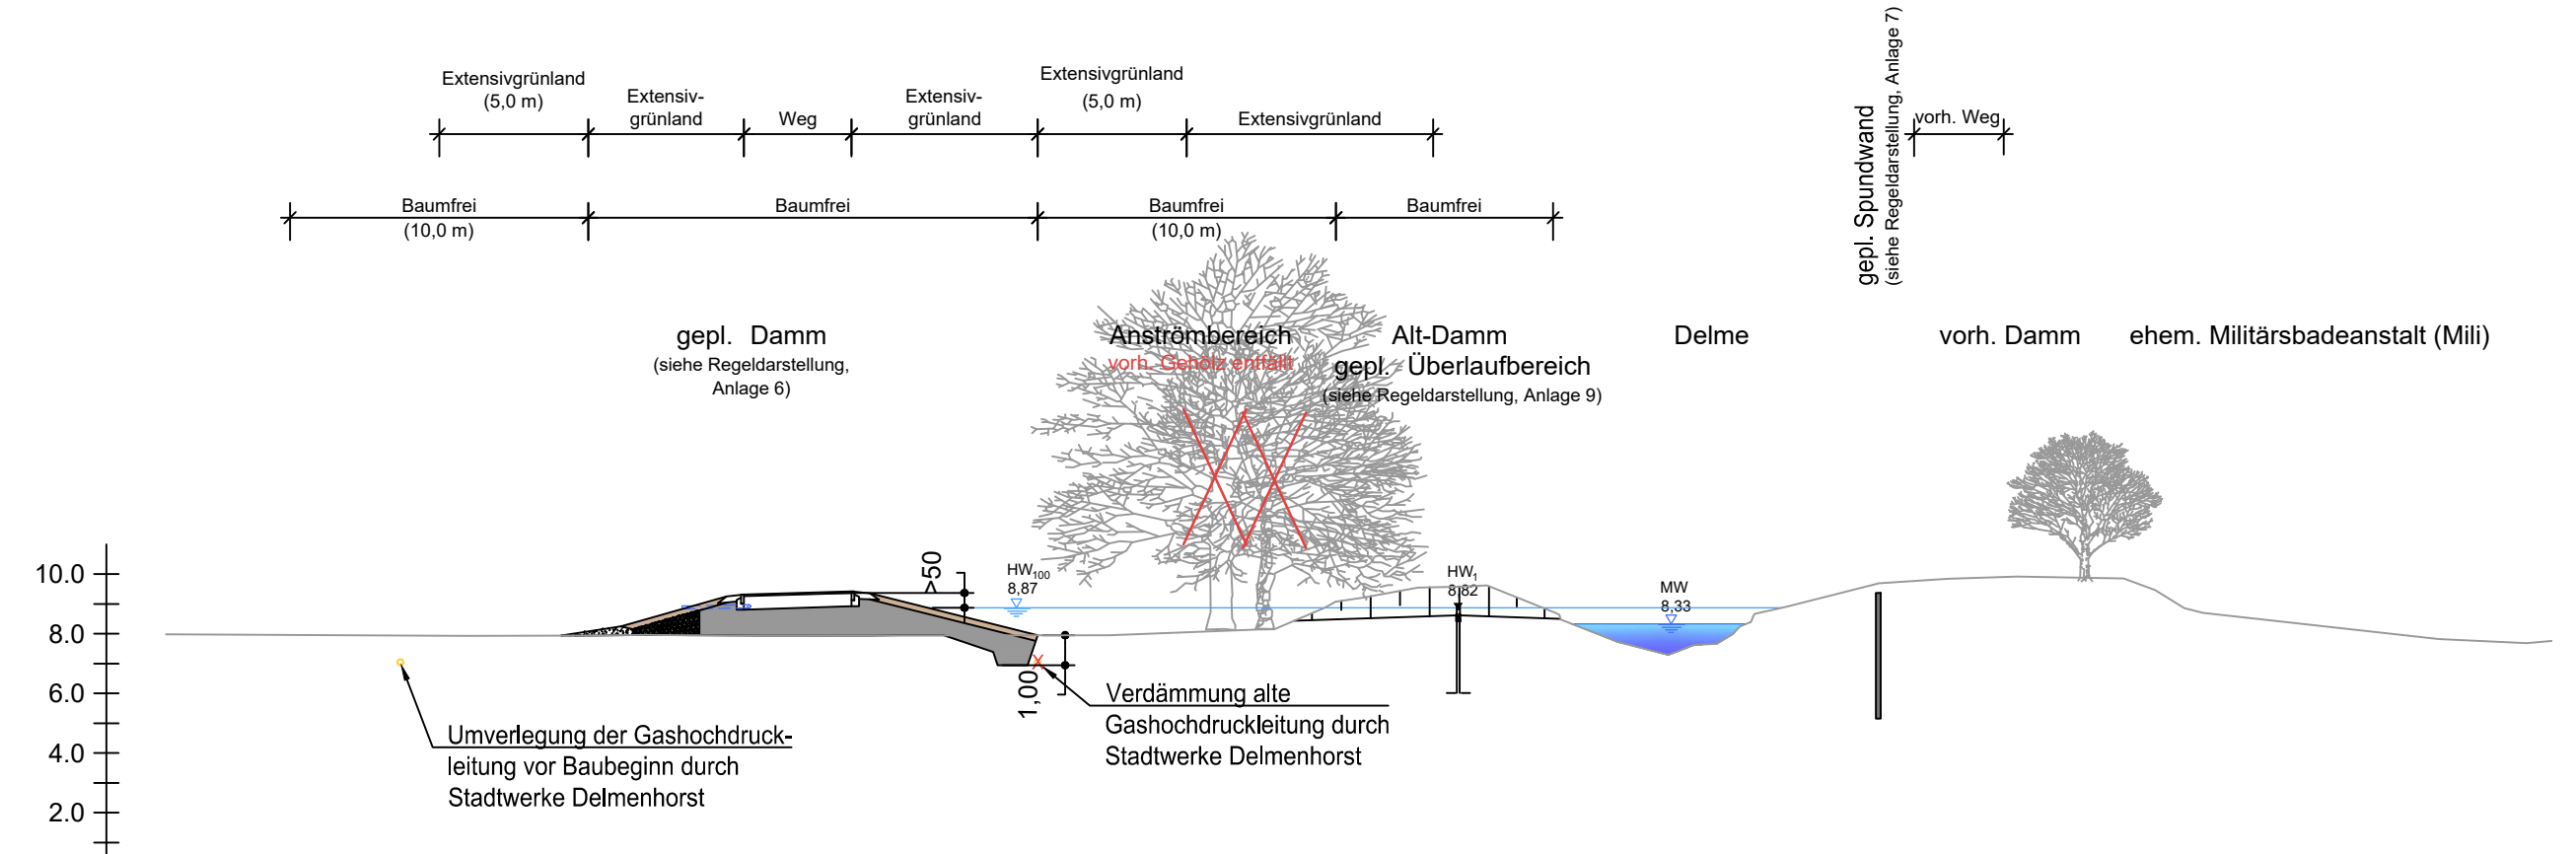 Extensivgrünland
(5,0 m)
Extensiv-
grünland
Weg
Extensiv-
grünland
Extensivgrünland
(5,0 m)
Extensivgrünland
gepl. Spundwand
(siehe Regeldarstellung, Anlage 7)
vorh. Weg
Baumfrei
(10,0 m)
Baumfrei
Baumfrei
(10,0 m)
Baumfrei
gepl. Damm
(siehe Regeldarstellung,
Anlage 6)
Anströmbereich
vorh. Gehölz entfällt
Alt-Damm
gepl. Überlaufbereich
(siehe Regeldarstellung, Anlage 9)
Delme
vorh. Damm
ehem. Militärsbadeanstalt (Mili)
10.0
8.0
6.0
4.0
2.0
>50
HW100
8,87
HW1
8,82
MW
8,33
1,00
X
Umverlegung der Gashochdruck-
leitung vor Baubeginn durch
Stadtwerke Delmenhorst
Verdämmung alte
Gashochdruckleitung durch
Stadtwerke Delmenhorst